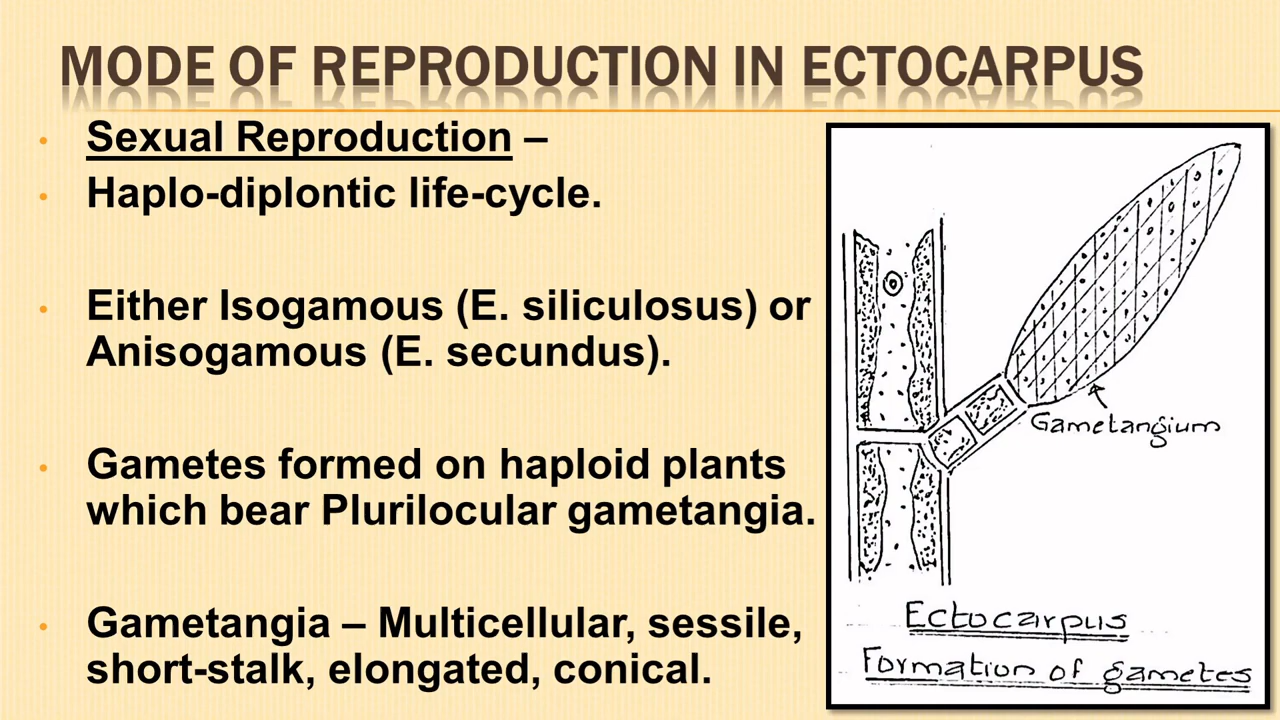 MODE OF REPRODUCTION IN ECTOCARPUS
• Sexual Reproduction –
• Haplo-diplontic life-cycle.
• Either Isogamous (E. siliculosus) or
Anisogamous (E. secundus).
• Gametes formed on haploid plants
which bear Plurilocular gametangia.
• Gametangia – Multicellular, sessile,
short-stalk, elongated, conical.
Gametangium
Ectocarpus
Formation of gametes